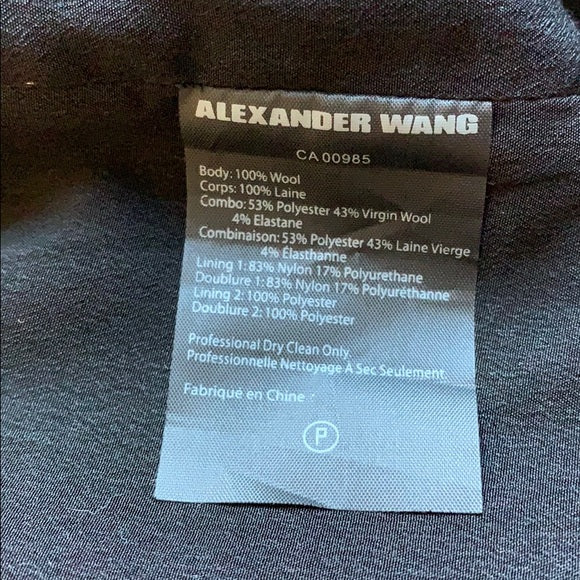 ALEXANDER WANG
CA 00985
Body: 100% Wool
Corps: 100% Laine
Combo: 53% Polyester 43% Virgin Wool
4% Elastane
Combinaison: 53% Polyester 43% Laine Vierge
4% Élasthanne
Lining 1: 83% Nylon 17% Polyurethane
Doublure 1: 83% Nylon 17% Polyuréthanne
Lining 2: 100% Polyester
Doublure 2: 100% Polyester
Professional Dry Clean Only
Professionnelle Nettoyage À Sec Seulement
Fabrique en Chine
P